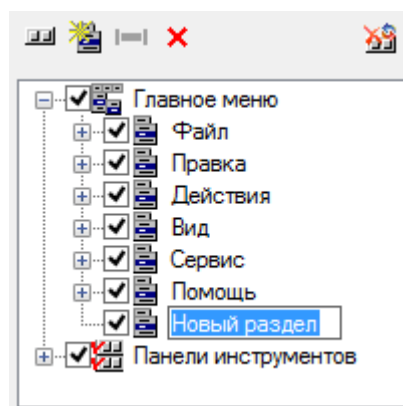 Главное меню
Файл
Правка
Действия
Вид
Сервис
Помощь
Новый раздел
Панели инструментов